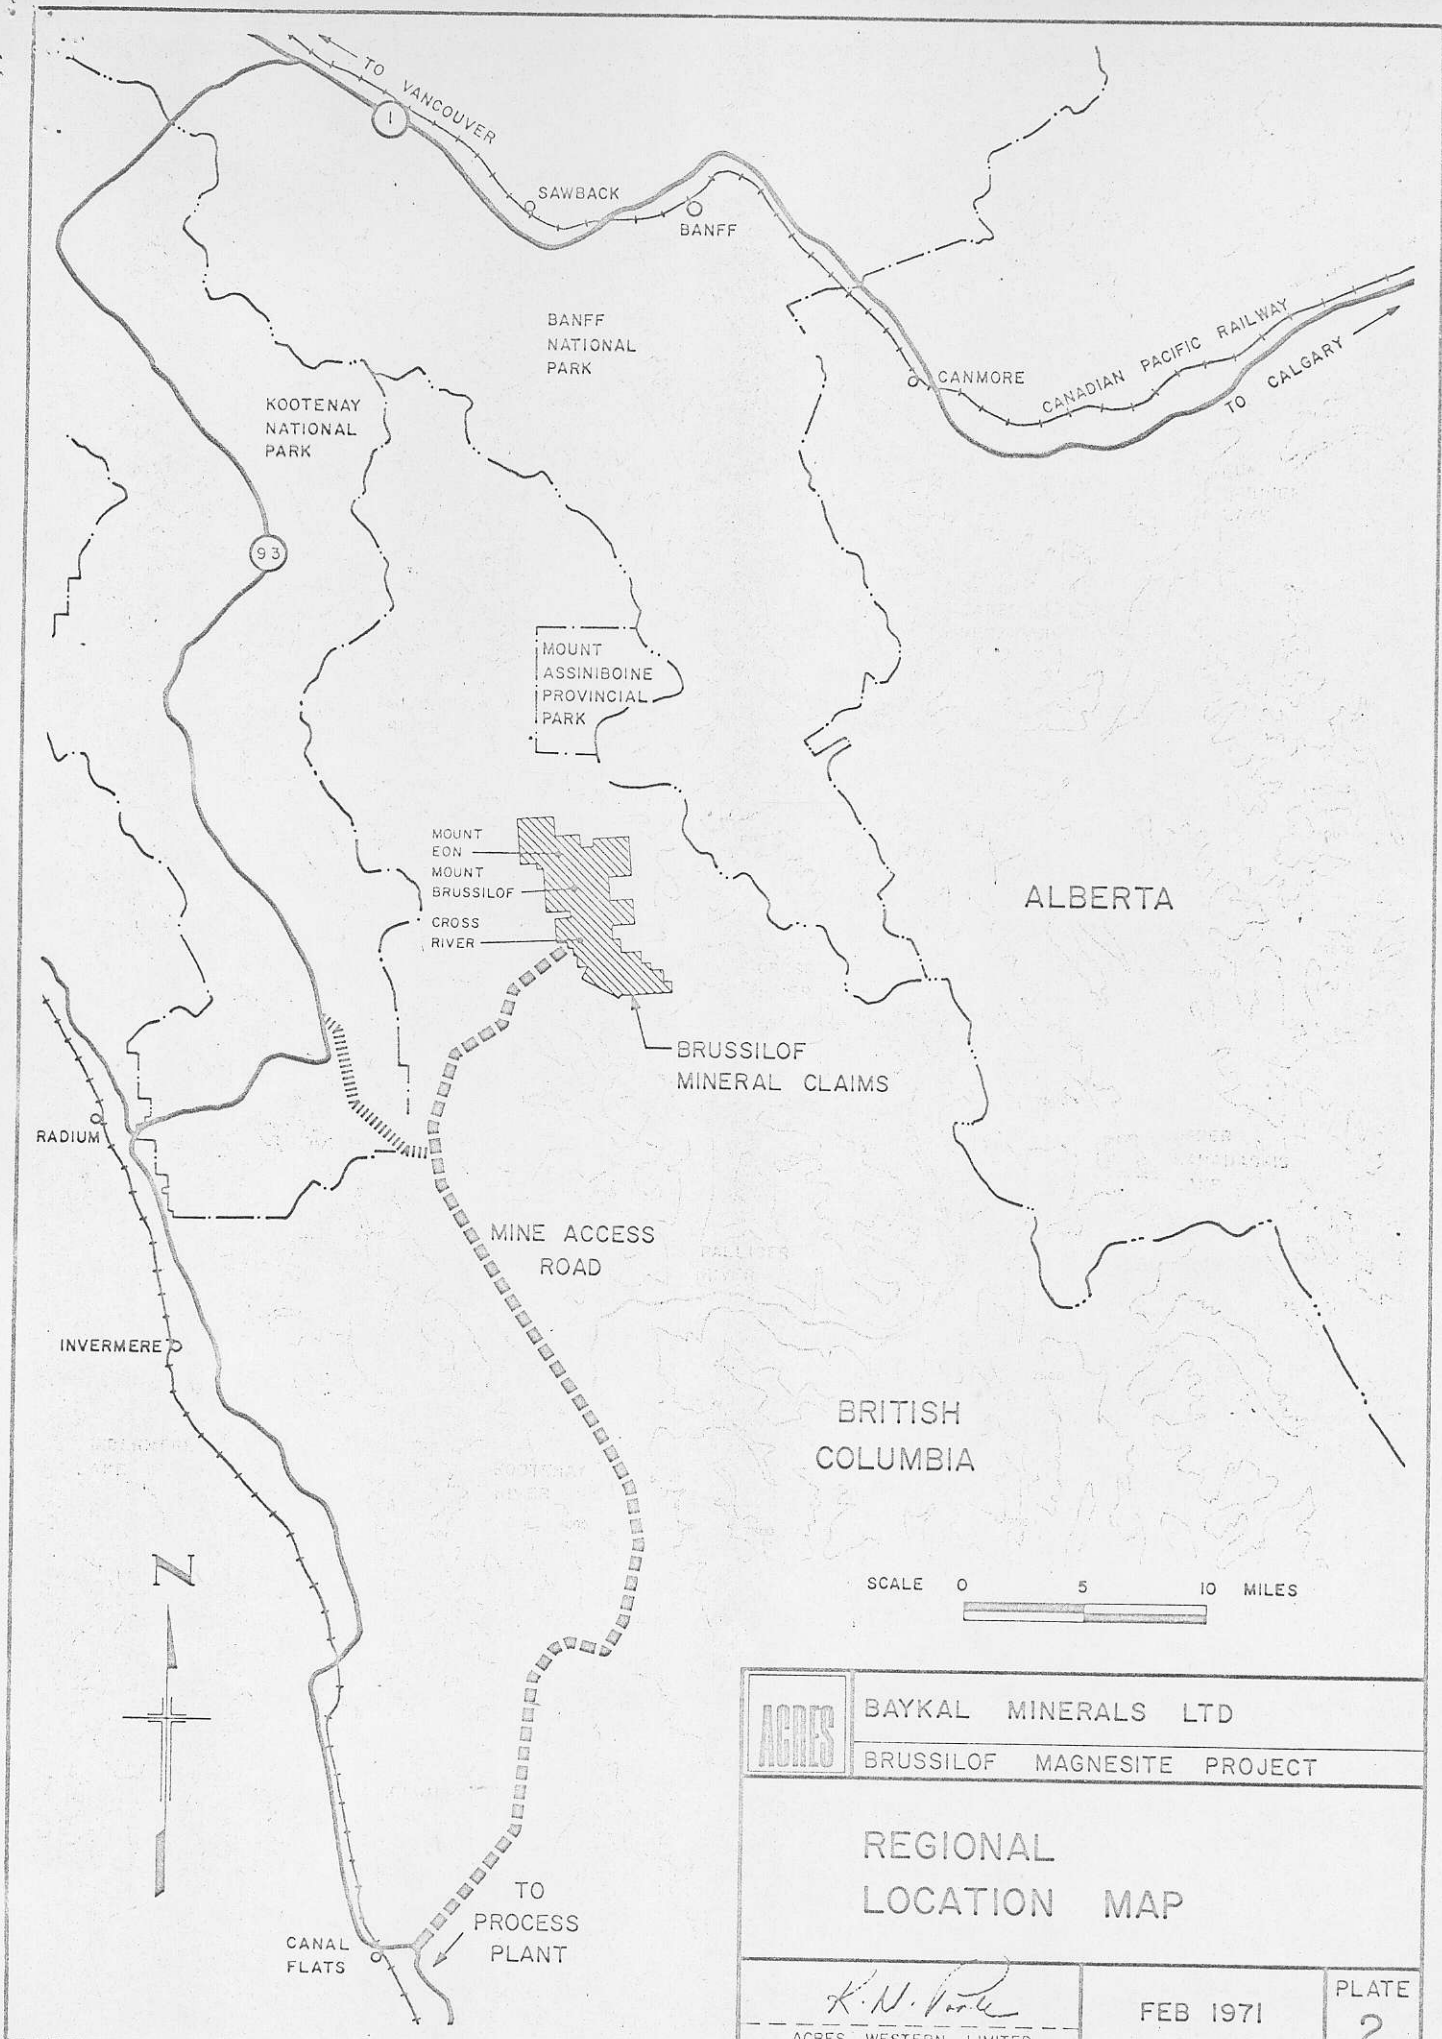 TO VANCOUVER
1
SAWBACK
BANFF
BANFF
NATIONAL
PARK
CANMORE
CANADIAN PACIFIC RAILWAY
TO CALGARY
KOOTENAY
NATIONAL
PARK
93
MOUNT
ASSINIBOINE
PROVINCIAL
PARK
MOUNT
EON
MOUNT
BRUSSILOF
CROSS
RIVER
ALBERTA
BRUSSILOF
MINERAL CLAIMS
RADIUM
MINE ACCESS
ROAD
INVERMERE
BRITISH
COLUMBIA
N
SCALE 0 5 10 MILES
TO
PROCESS
PLANT
CANAL
FLATS
ACRES
BAYKAL MINERALS LTD
BRUSSILOF MAGNESITE PROJECT
REGIONAL
LOCATION MAP
K. N.
ACRES WESTERN LIMITED
FEB 1971
PLATE
2